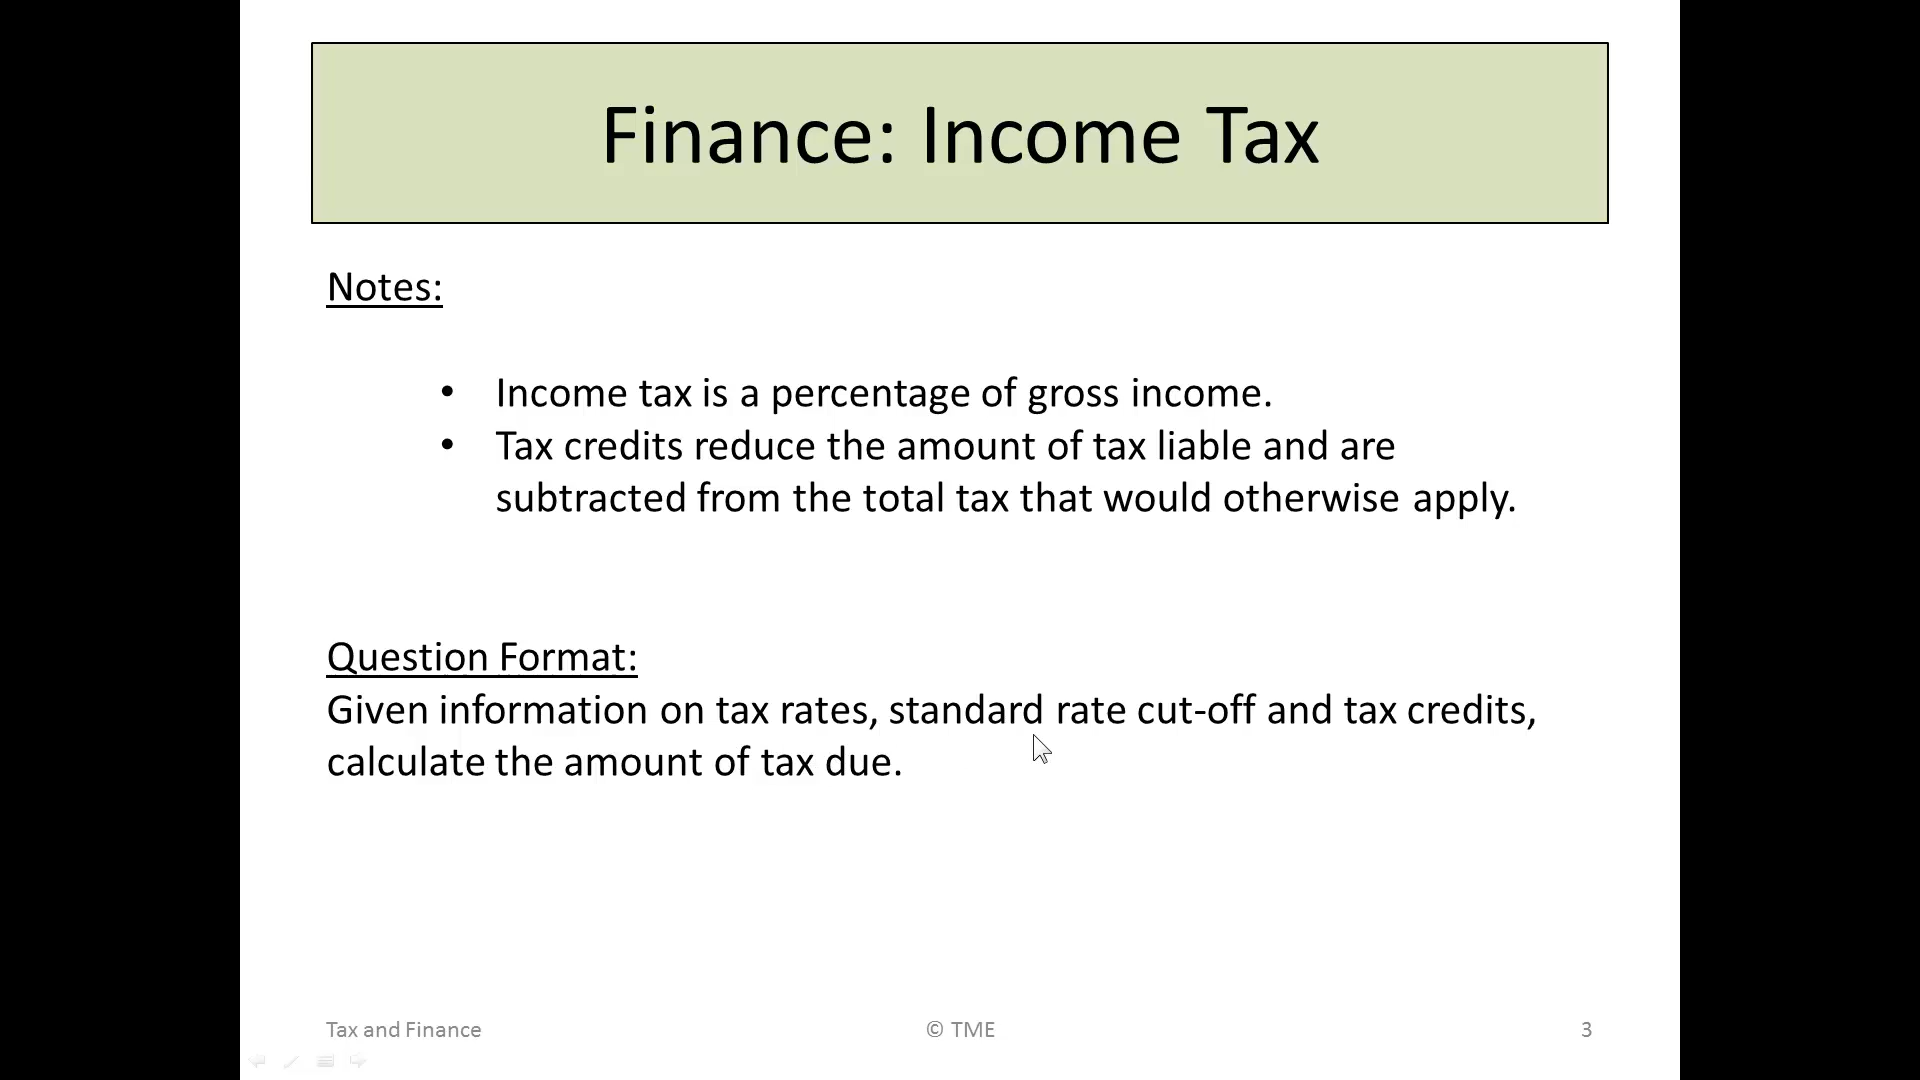 Finance: Income Tax
Notes:
• Income tax is a percentage of gross income.
• Tax credits reduce the amount of tax liable and are
subtracted from the total tax that would otherwise apply.
Question Format:
Given information on tax rates, standard rate cut-off and tax credits,
calculate the amount of tax due.
Tax and Finance © TME 3